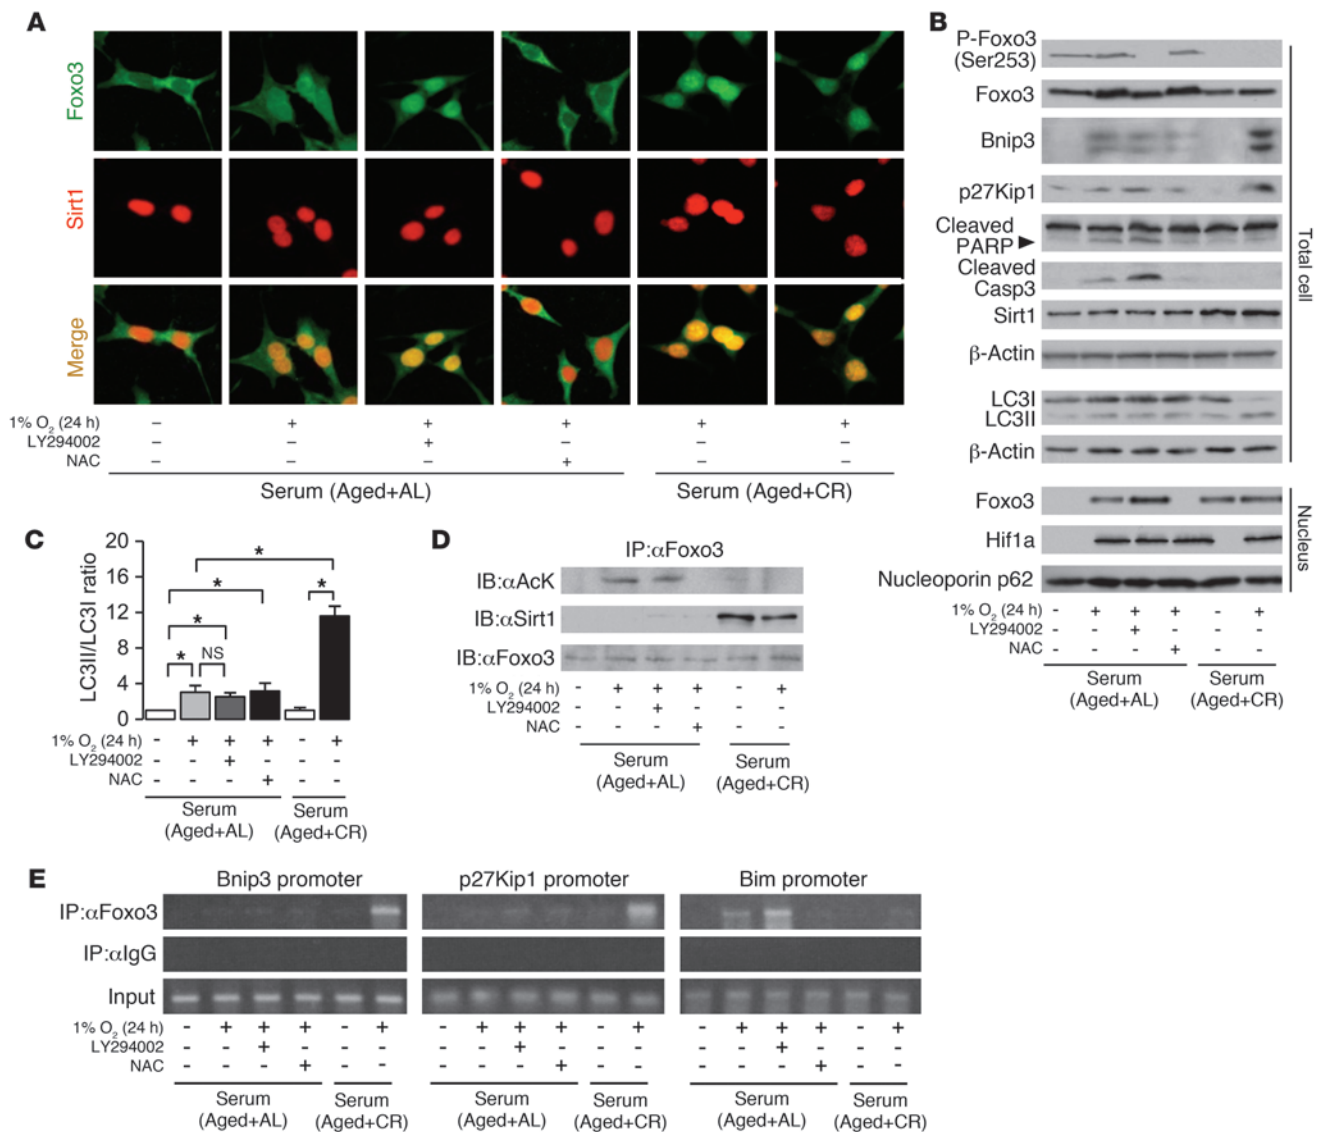 A
Foxo3
Sirt1
Merge
1% O2 (24 h) – + + + + +
LY294002 – – + – – –
NAC – – – + – –
Serum (Aged+AL) Serum (Aged+CR)
B
P-Foxo3
(Ser253)
Foxo3
Bnip3
p27Kip1
Cleaved
PARP
Cleaved
Casp3
Sirt1
β-Actin
LC3I
LC3II
β-Actin
Total cell
Foxo3
Hif1a
Nucleoporin p62
Nucleus
1% O2 (24 h) - + + + - +
LY294002 - - + - - -
NAC - - - + - -
Serum Serum
(Aged+AL) (Aged+CR)
C
LC3II/LC3I ratio
20
16
12
8
4
0
* * * * NS *
1% O2 (24 h) - + + + - +
LY294002 - - + - - -
NAC - - - + - -
Serum Serum
(Aged+AL) (Aged+CR)
D
IP:αFoxo3
IB:αAcK
IB:αSirt1
IB:αFoxo3
1% O2 (24 h) - + + + - +
LY294002 - - + - - -
NAC - - - + - -
Serum Serum
(Aged+AL) (Aged+CR)
E
Bnip3 promoter p27Kip1 promoter Bim promoter
IP:αFoxo3
IP:αIgG
Input
1% O2 (24 h) - + + + - + - + + + - + - + + + - +
LY294002 - - + - - - - - + - - - - - + - - -
NAC - - - + - - - - - + - - - - - + - -
Serum Serum Serum Serum Serum Serum
(Aged+AL) (Aged+CR) (Aged+AL) (Aged+CR) (Aged+AL) (Aged+CR)